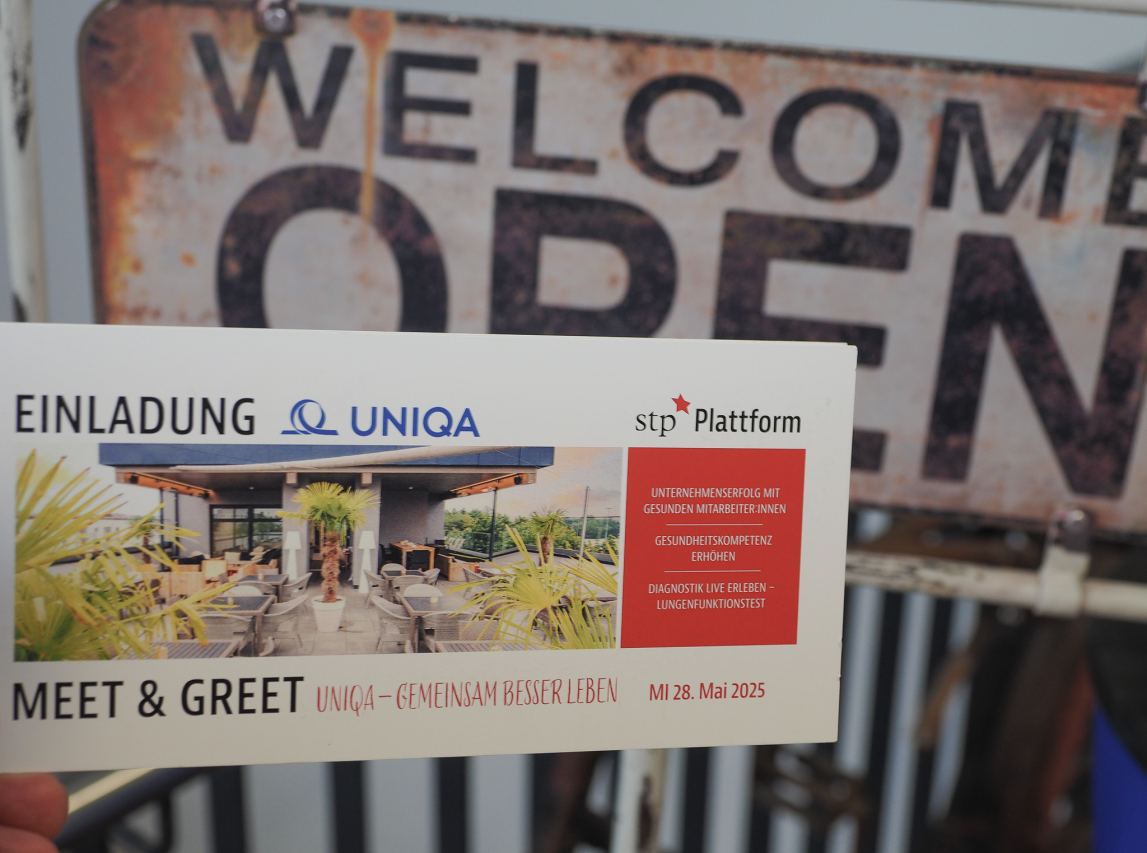 WELCOME
OPEN
EINLADUNG UNIQA stp Plattform
UNTERNEHMENSERFOLG MIT
GESUNDEN MITARBEITER:INNEN
GESUNDHEITSKOMPETENZ
ERHÖHEN
DIAGNOSTIK LIVE ERLEBEN –
LUNGENFUNKTIONSTEST
MEET & GREET UNIQA – GEMEINSAM BESSER LEBEN MI 28. Mai 2025